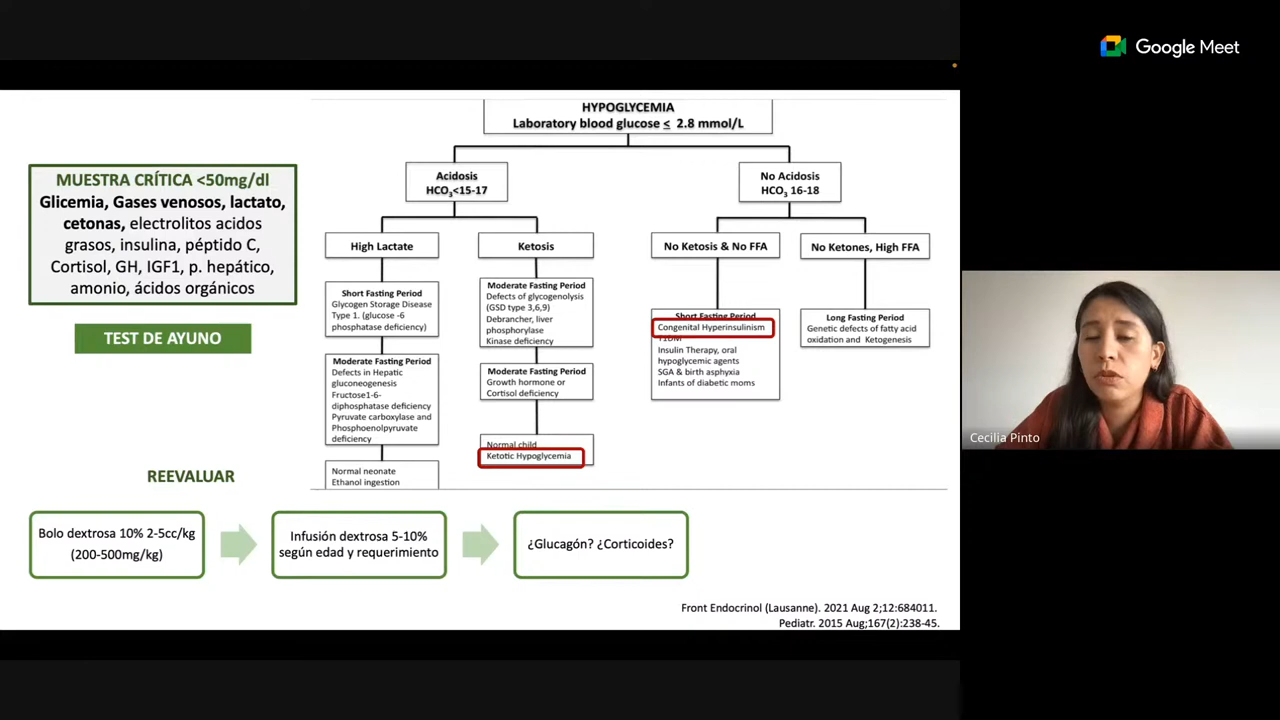 Google Meet
HYPOGLYCEMIA
Laboratory blood glucose ≤ 2.8 mmol/L
MUESTRA CRÍTICA <50mg/dl
Glicemia, Gases venosos, lactato,
cetonas, electrolitos acidos
grasos, insulina, péptido C,
Cortisol, GH, IGF1, p. hepático,
amonio, ácidos orgánicos
TEST DE AYUNO
Acidosis
HCO3<15-17
No Acidosis
HCO3 16-18
High Lactate
Ketosis
No Ketosis & No FFA
No Ketones, High FFA
Short Fasting Period
Glycogen Storage Disease
Type 1. (glucose -6
phosphatase deficiency)
Moderate Fasting Period
Defects in Hepatic
gluconeogenesis
Fructose1-6-
diphosphatase deficiency
Pyruvate carboxylase and
Phosphoenolpyruvate
deficiency
Normal neonate
Ethanol ingestion
Moderate Fasting Period
Defects of glycogenolysis
(GSD type 3,6,9)
Debrancher, liver
phosphorylase
Kinase deficiency
Moderate Fasting Period
Growth hormone or
Cortisol deficiency
Normal child
Ketotic Hypoglycemia
Short Fasting Period
Congenital Hyperinsulinism
T1DM
Insulin Therapy, oral
hypoglycemic agents
SGA & birth asphyxia
Infants of diabetic moms
Long Fasting Period
Genetic defects of fatty acid
oxidation and Ketogenesis
REEVALUAR
Bolo dextrosa 10% 2-5cc/kg
(200-500mg/kg)
Infusión dextrosa 5-10%
según edad y requerimiento
¿Glucagón? ¿Corticoides?
Front Endocrinol (Lausanne). 2021 Aug 2;12:684011.
Pediatr. 2015 Aug;167(2):238-45.
Cecilia Pinto